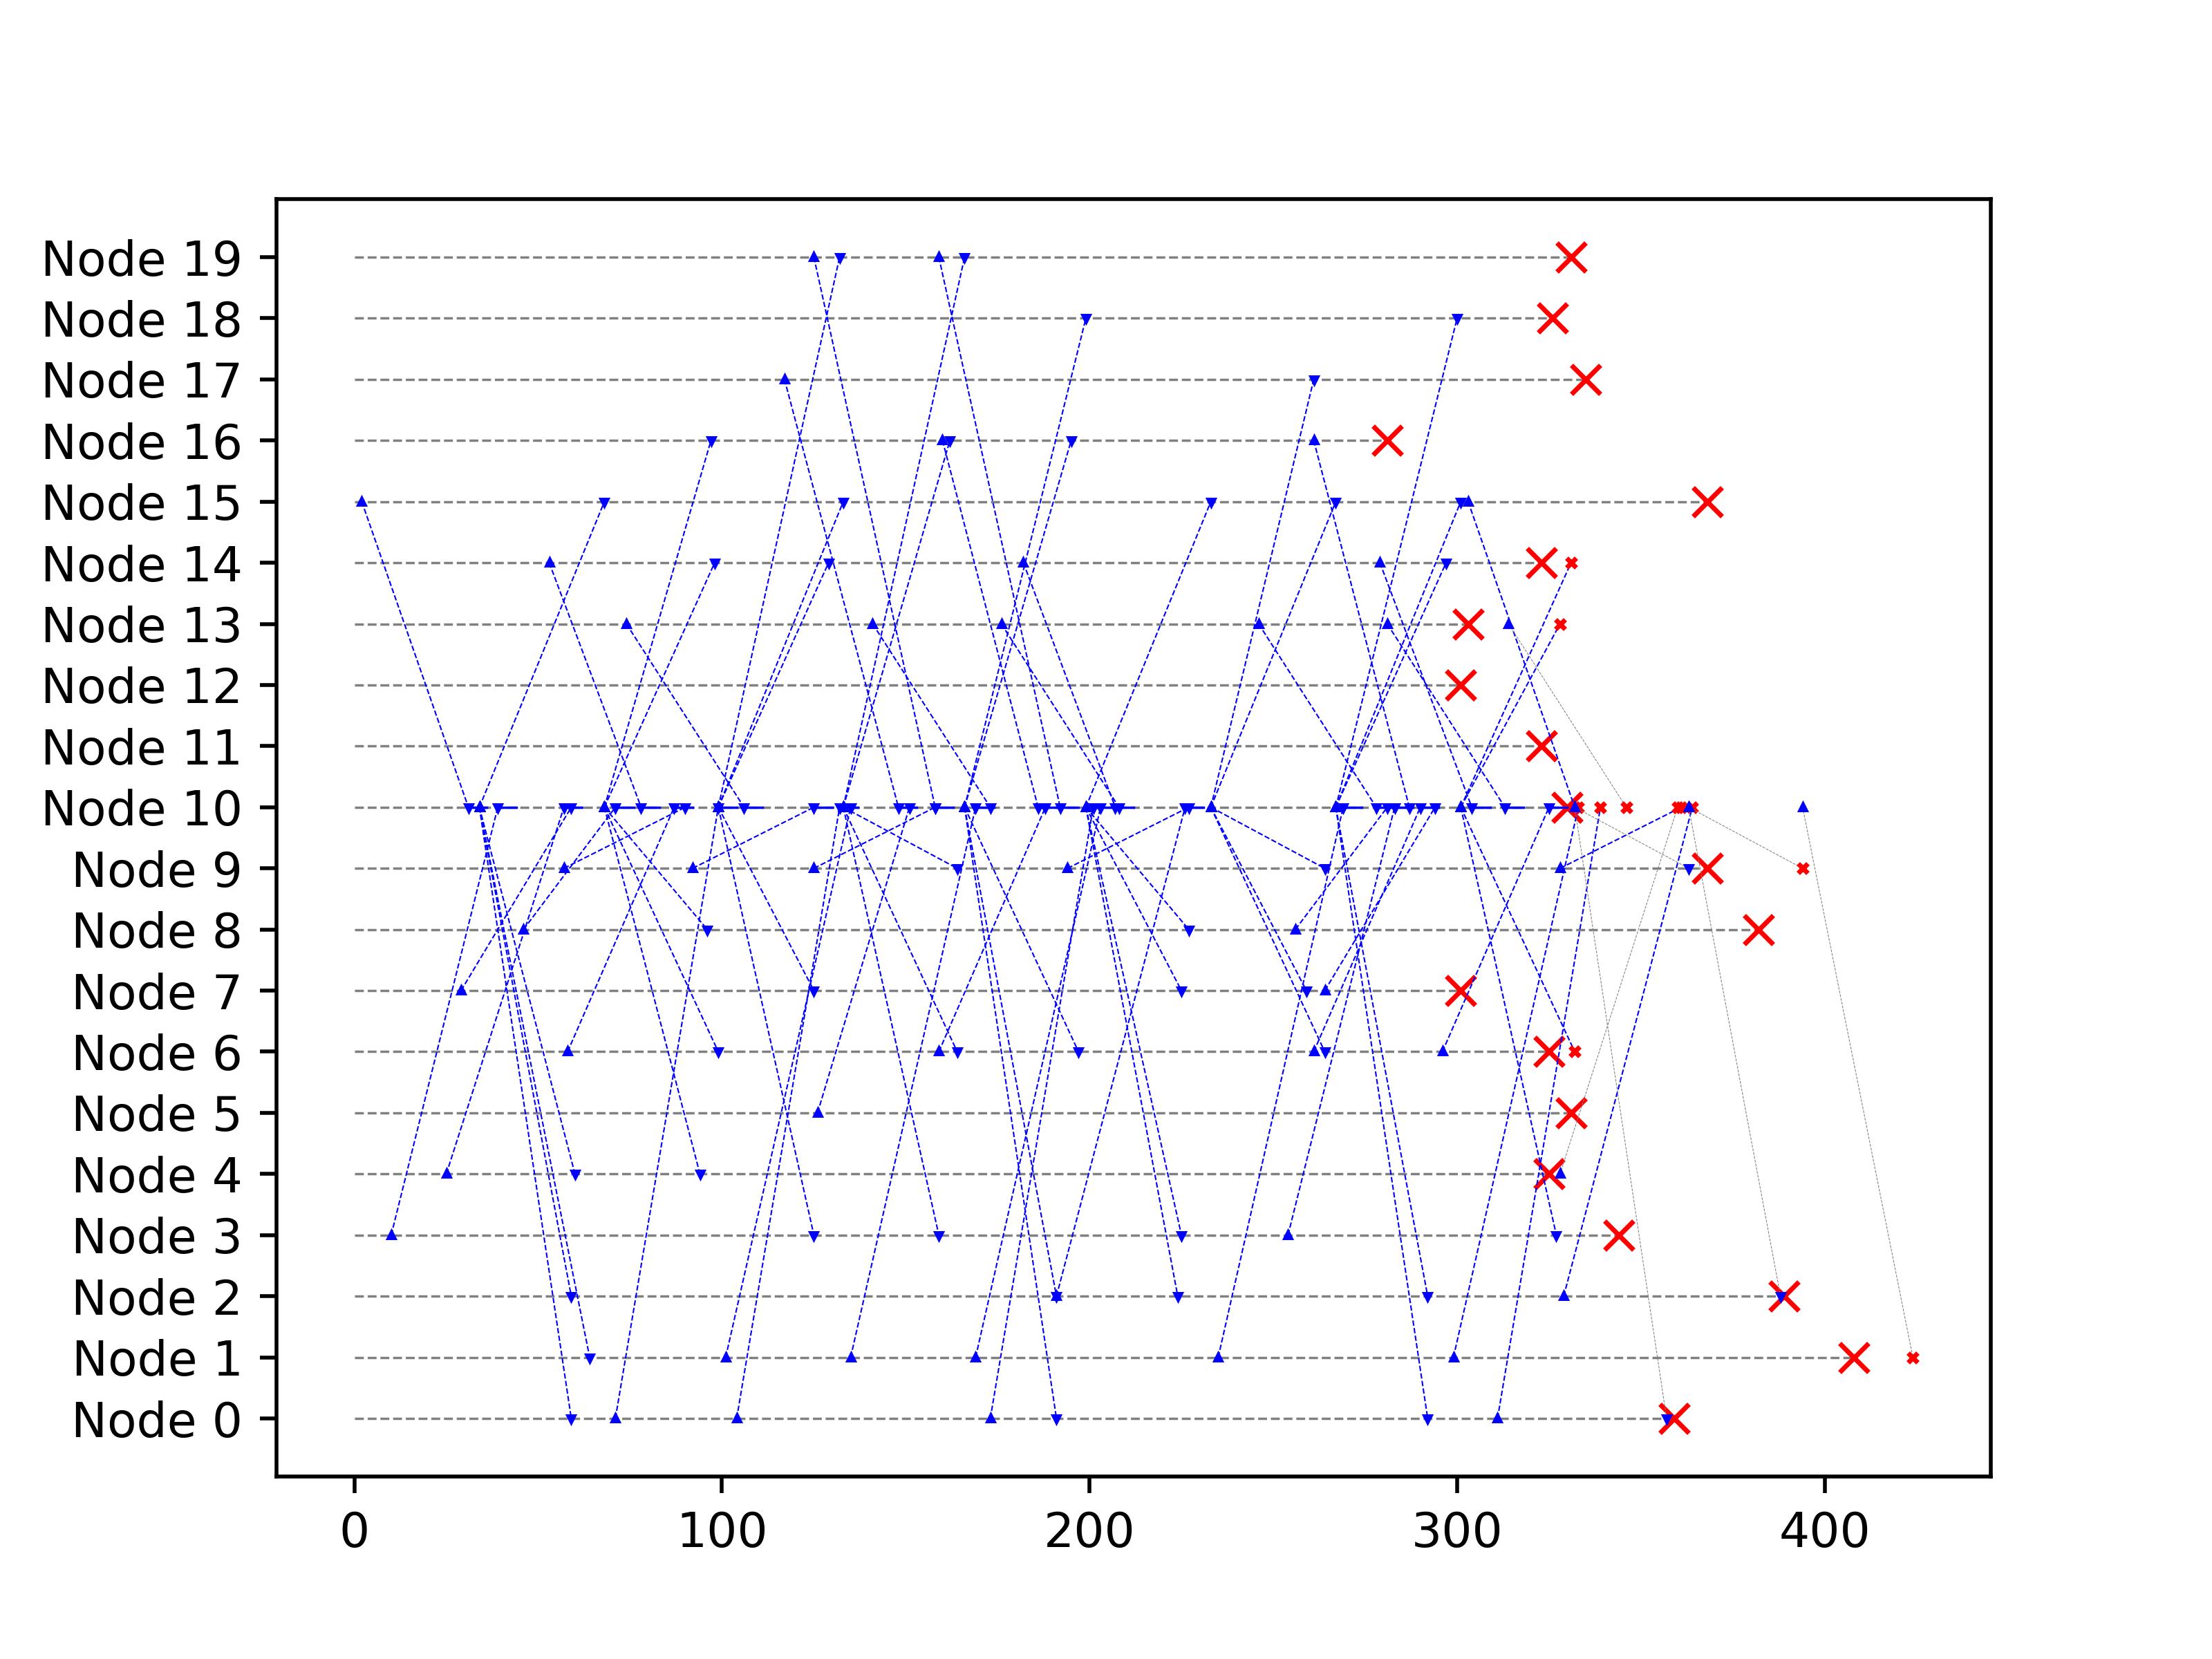 Node 19
Node 18
Node 17
Node 16
Node 15
Node 14
Node 13
Node 12
Node 11
Node 10
Node 9
Node 8
Node 7
Node 6
Node 5
Node 4
Node 3
Node 2
Node 1
Node 0
0 100 200 300 400